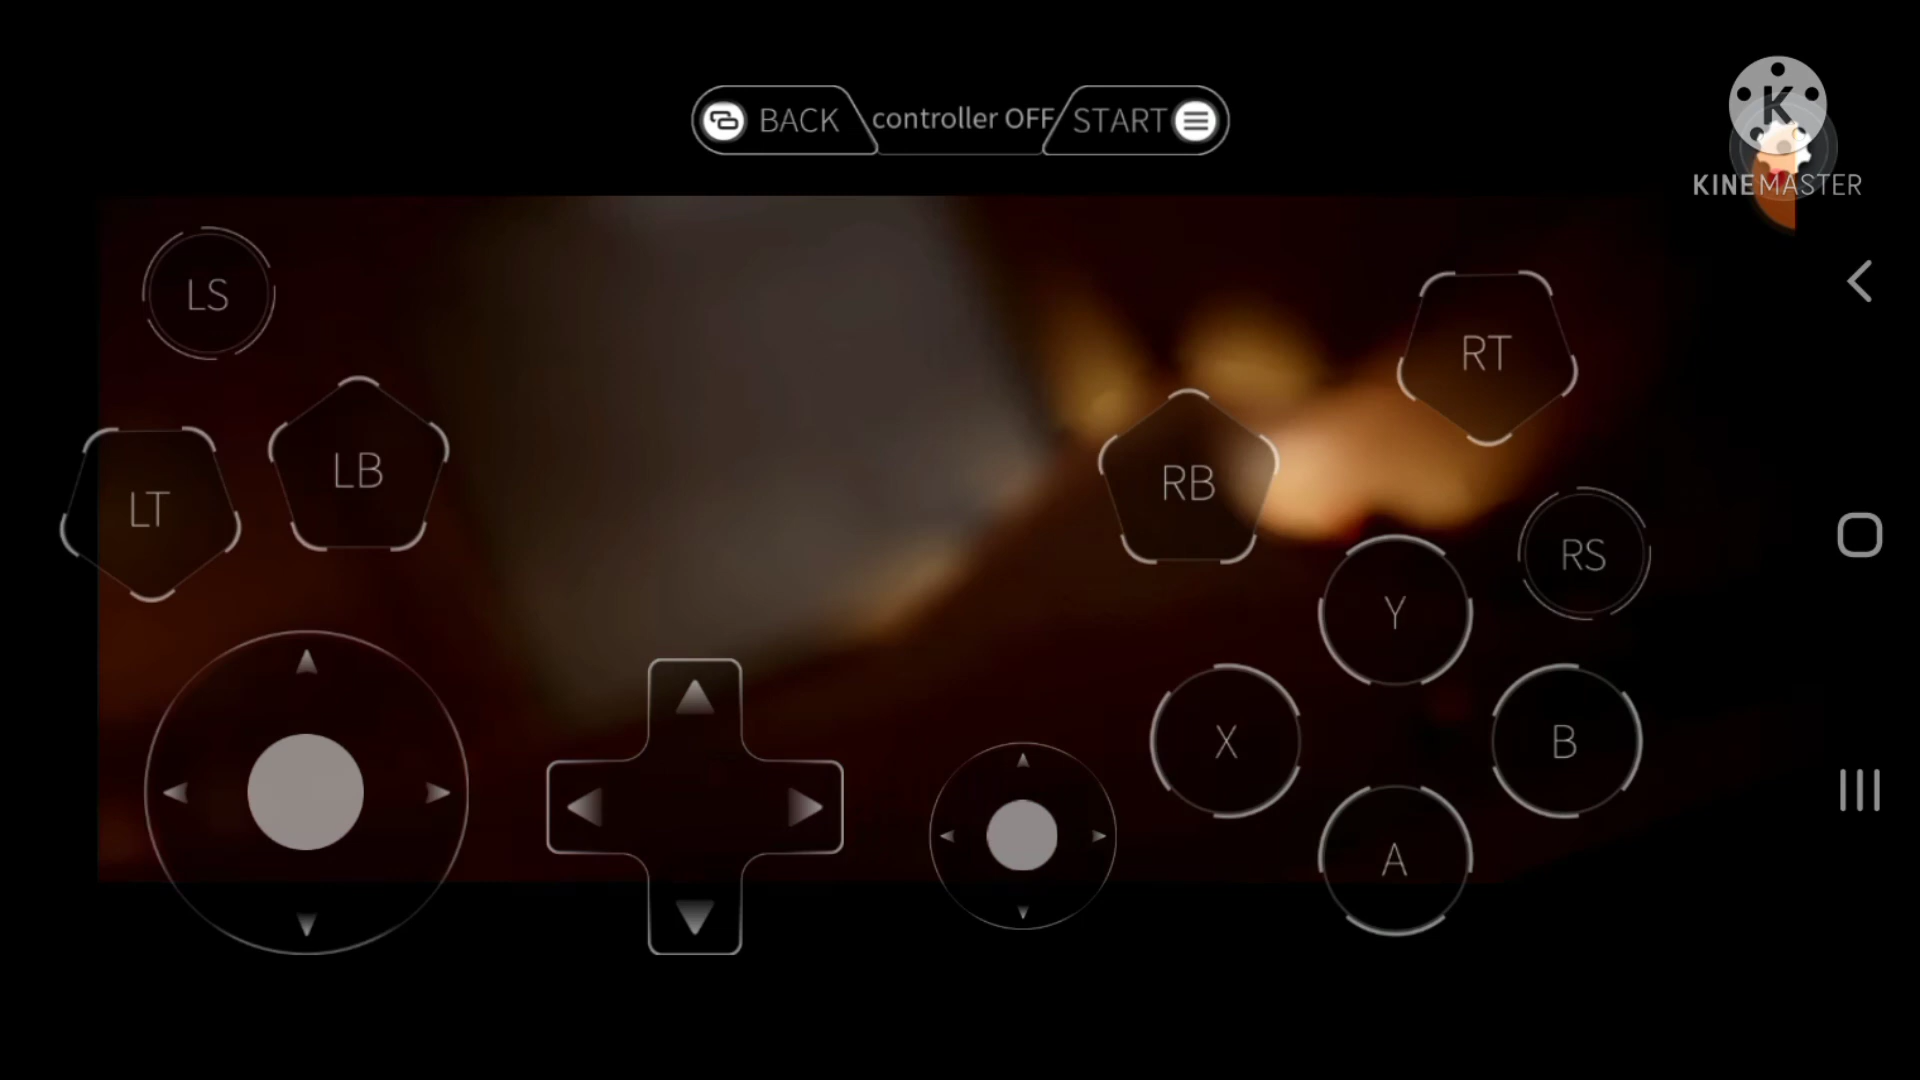 BACK controller OFF START
K
KINEMASTER
LS
RT
LB
RB
LT
RS
Y
X
B
A